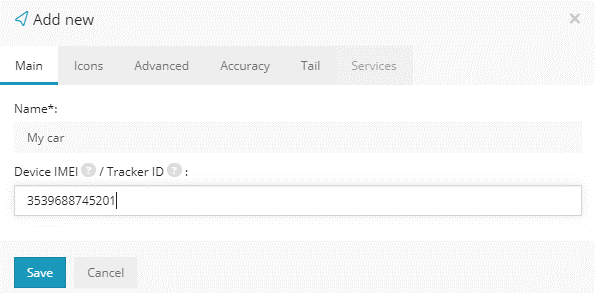 Add new ×
Main Icons Advanced Accuracy Tail Services
Name*:
My car
Device IMEI ? / Tracker ID ? :
3539688745201
Save Cancel